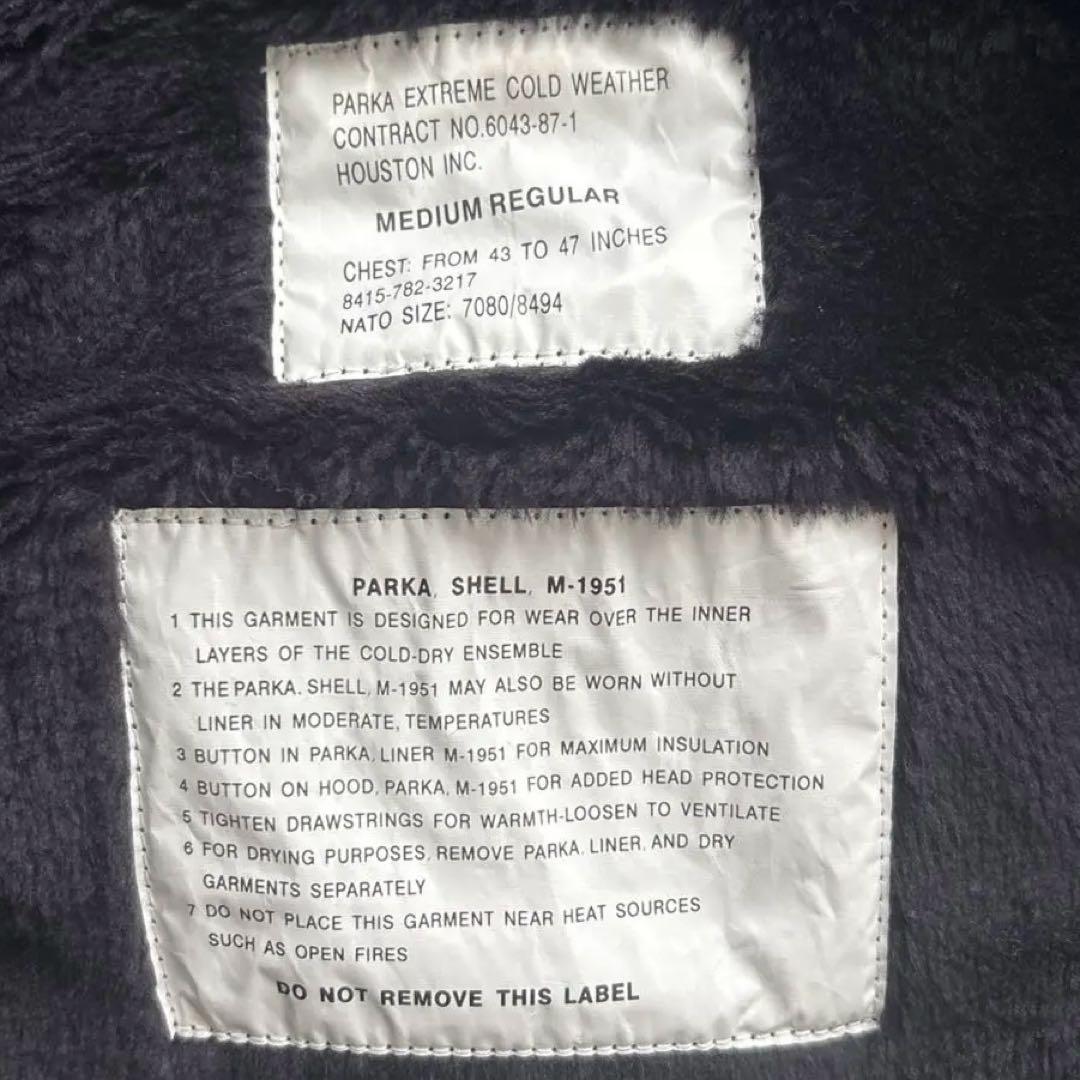 PARKA EXTREME COLD WEATHER
CONTRACT NO.6043-87-1
HOUSTON INC.
MEDIUM REGULAR
CHEST: FROM 43 TO 47 INCHES
8415-782-3217
NATO SIZE: 7080/8494
PARKA, SHELL, M-1951
1 THIS GARMENT IS DESIGNED FOR WEAR OVER THE INNER
LAYERS OF THE COLD-DRY ENSEMBLE
2 THE PARKA. SHELL, M-1951 MAY ALSO BE WORN WITHOUT
LINER IN MODERATE, TEMPERATURES
3 BUTTON IN PARKA, LINER M-1951 FOR MAXIMUM INSULATION
4 BUTTON ON HOOD, PARKA, M-1951 FOR ADDED HEAD PROTECTION
5 TIGHTEN DRAWSTRINGS FOR WARMTH-LOOSEN TO VENTILATE
6 FOR DRYING PURPOSES, REMOVE PARKA, LINER, AND DRY
GARMENTS SEPARATELY
7 DO NOT PLACE THIS GARMENT NEAR HEAT SOURCES
SUCH AS OPEN FIRES
DO NOT REMOVE THIS LABEL